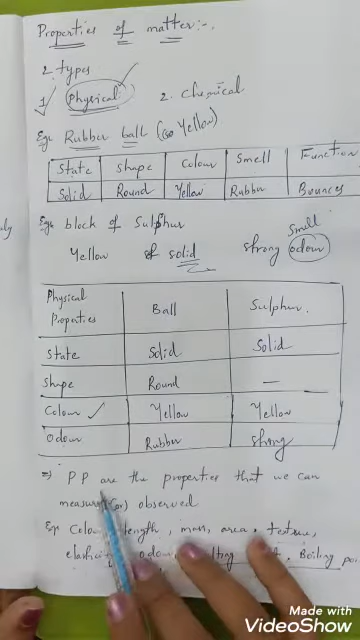 Properties of matter:-
2 types
1. Physical 2. Chemical
Eg: Rubber ball (Yellow)
State Shape Colour Smell Function
Solid Round Yellow Rubber Bounces
Eg: block of Sulphur
Smell
Yellow solid strong odour
Physical Properties Ball Sulphur.
State Solid Solid
Shape Round —
Colour ✓ Yellow Yellow
Odour Rubber Strong
=> PP are the properties that we can
measure (or) observed
Eg: Colour, length, mass, area, texture,
odour, Boiling
Made with
VideoShow